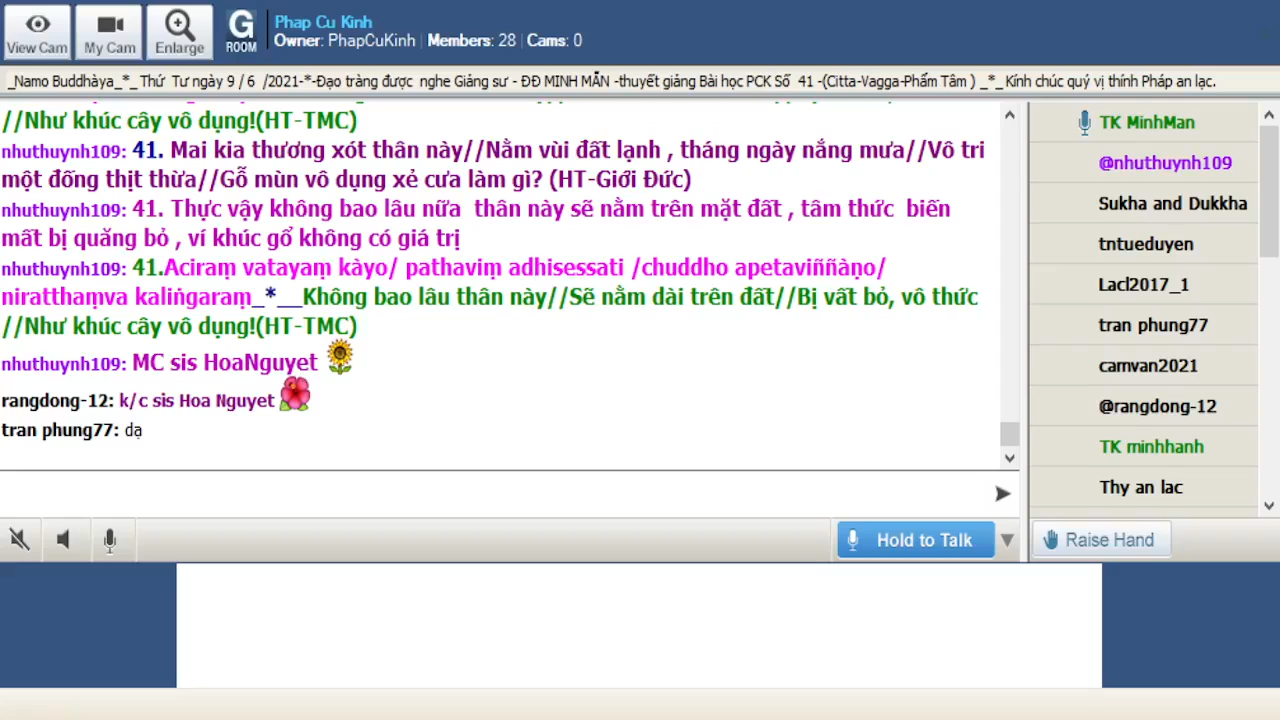 View Cam
My Cam
Enlarge
G
ROOM
Phap Cu Kinh
Owner: PhapCuKinh | Members: 28 | Cams: 0
_Namo Buddhàya_*_Thứ Tư ngày 9 / 6 /2021-*-Đạo tràng được nghe Giảng sư - ĐĐ MINH MẪN -thuyết giảng Bài học PCK Số 41 -(Citta-Vagga-Phẩm Tâm ) _*_Kính chúc quý vị thính Pháp an lạc.
//Như khúc cây vô dụng!(HT-TMC)
nhuthuynh109: 41. Mai kia thương xót thân này//Nằm vùi đất lạnh , tháng ngày nắng mưa//Vô tri
một đống thịt thừa//Gỗ mùn vô dụng xẻ cưa làm gì? (HT-Giới Đức)
nhuthuynh109: 41. Thực vậy không bao lâu nữa thân này sẽ nằm trên mặt đất , tâm thức biến
mất bị quăng bỏ , ví khúc gổ không có giá trị
nhuthuynh109: 41.Aciraṃ vatayaṃ kàyo/ pathaviṃ adhisessati /chuddho apetaviññàṇo/
niratthaṃva kaliṅgaraṃ_*__Không bao lâu thân này//Sẽ nằm dài trên đất//Bị vất bỏ, vô thức
//Như khúc cây vô dụng!(HT-TMC)
nhuthuynh109: MC sis HoaNguyet
rangdong-12: k/c sis Hoa Nguyet
tran phung77: dạ
TK MinhMan
@nhuthuynh109
Sukha and Dukkha
tntueduyen
Lacl2017_1
tran phung77
camvan2021
@rangdong-12
TK minhhanh
Thy an lac
Hold to Talk
Raise Hand